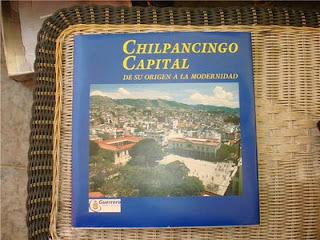 CHILPANCINGO
CAPITAL
DE SU ORIGEN A LA MODERNIDAD
Guerrero